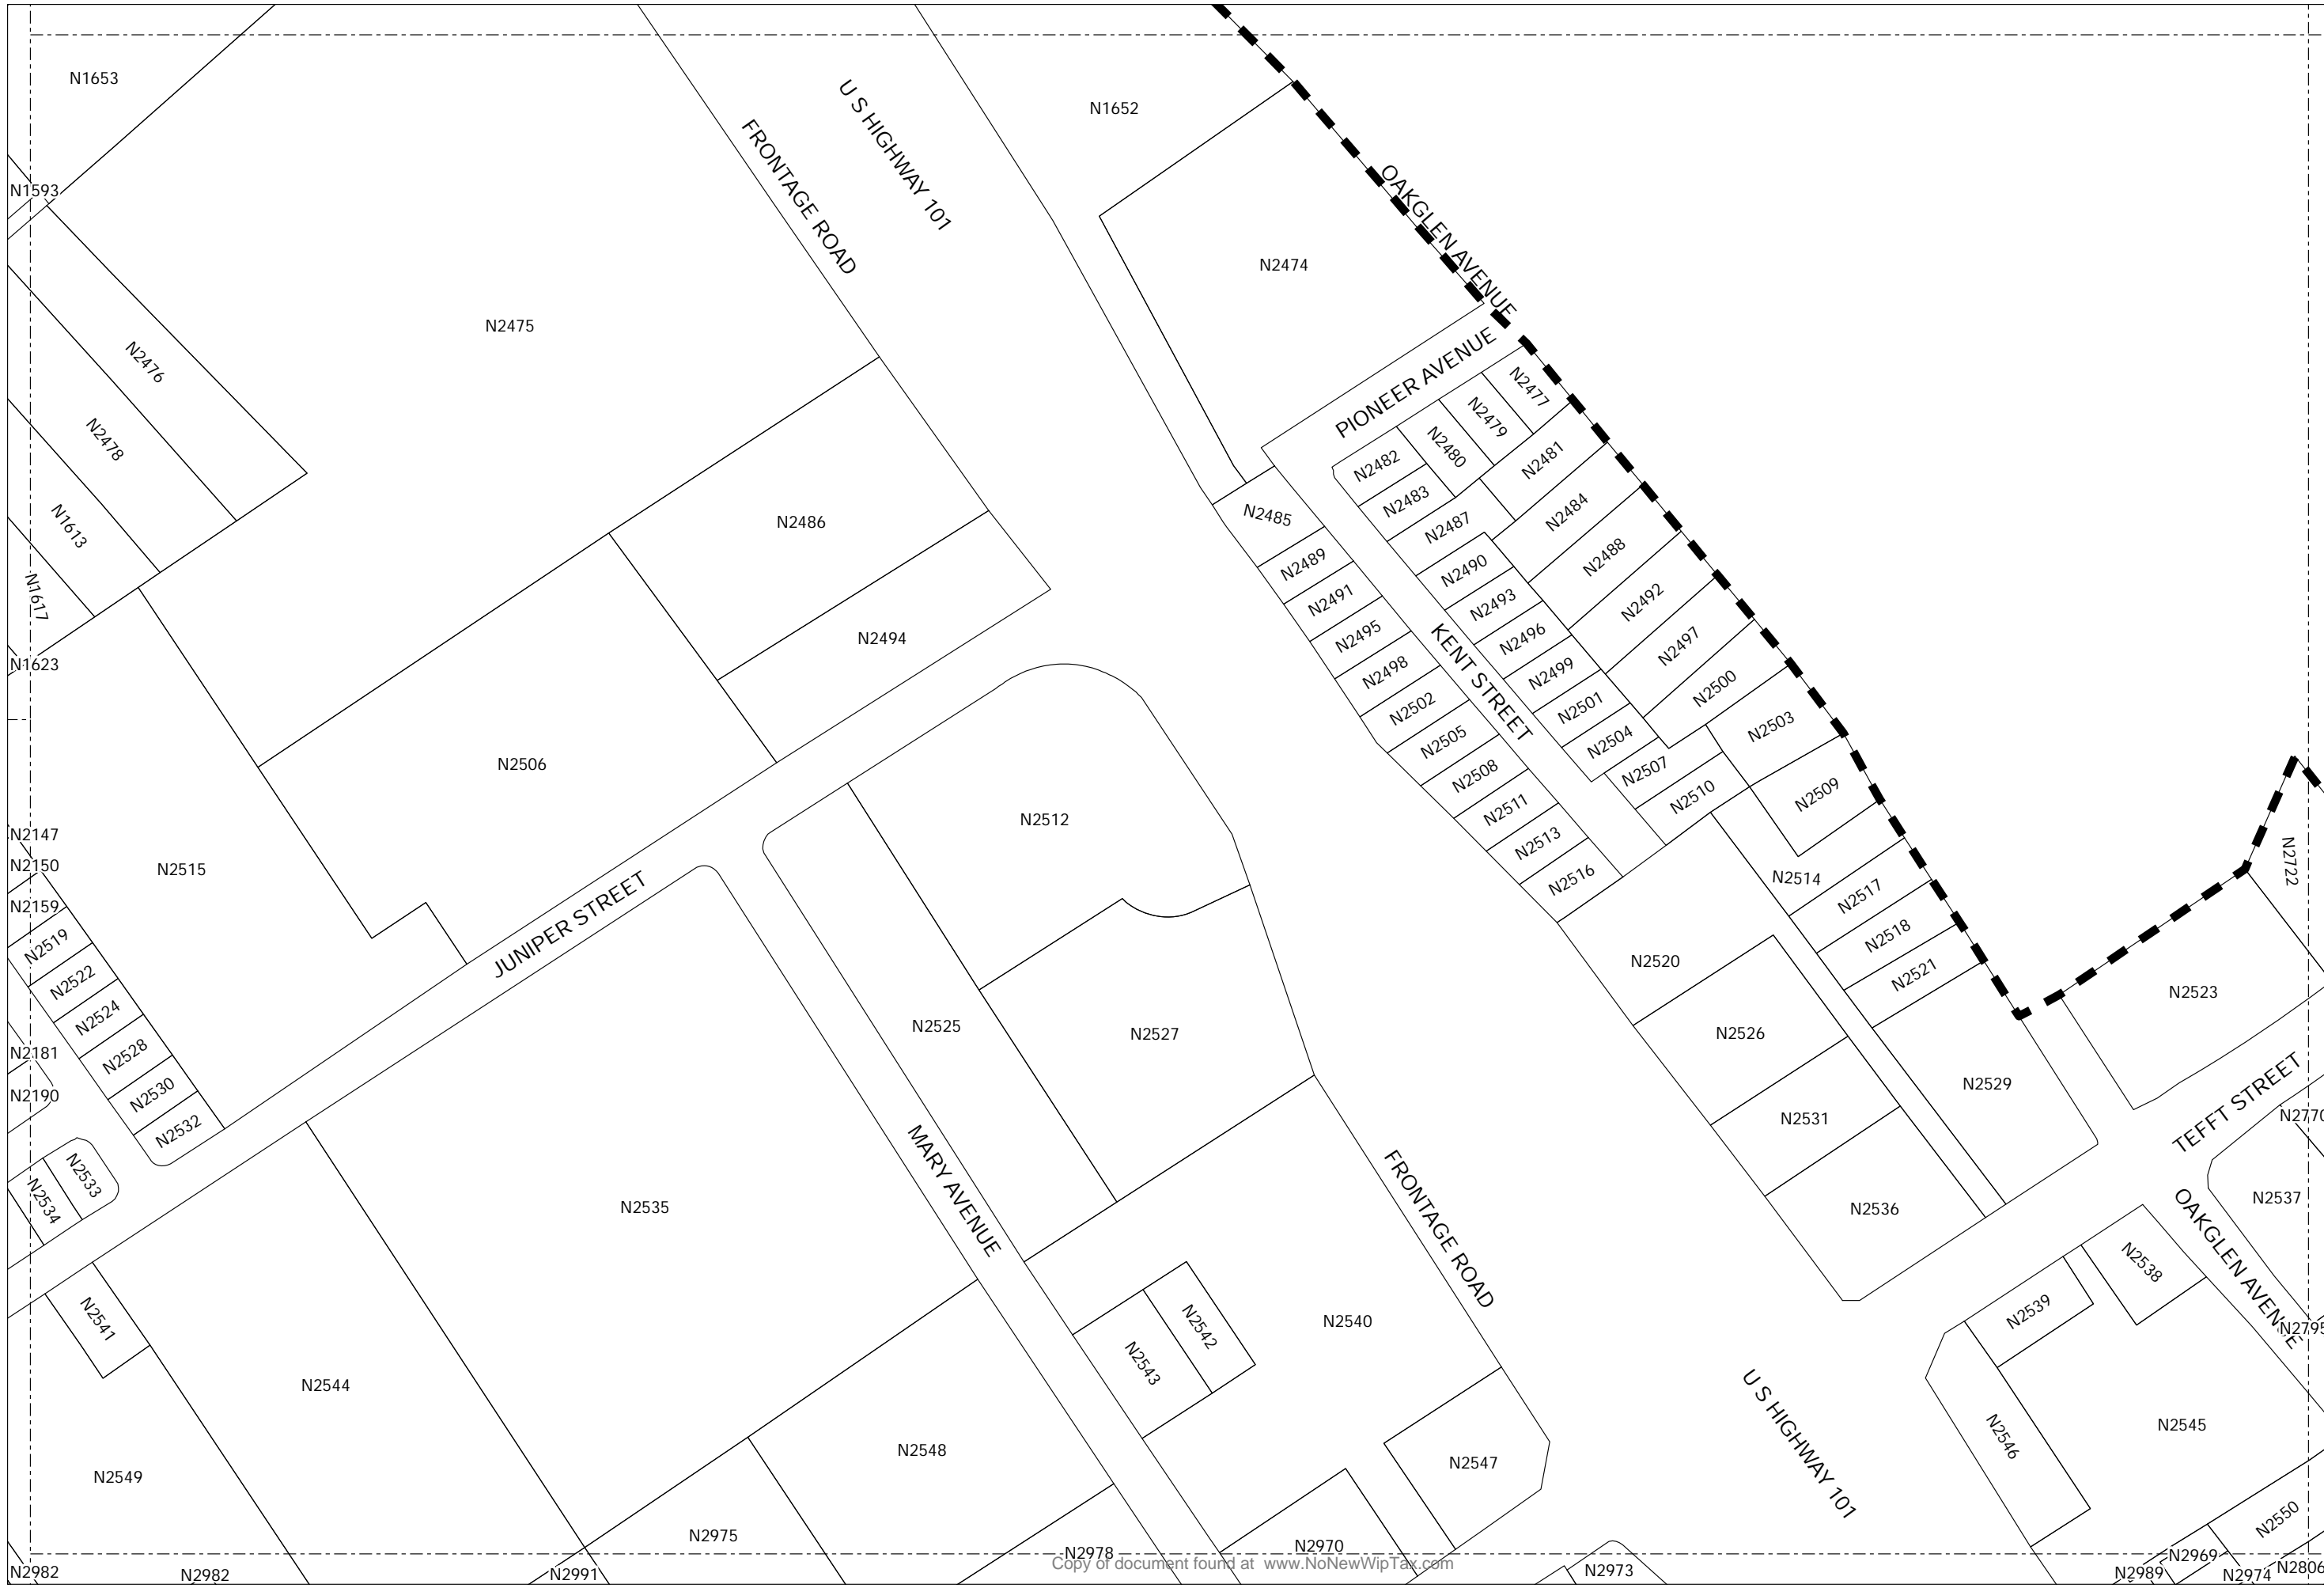 N1653
U S HIGHWAY 101
N1652
FRONTAGE ROAD
N1593
OAKGLEN AVENUE
N2474
N2475
PIONEER AVENUE
N2476
N2477
N2479
N2478
N2480
N2481
N2482
N2483
N2484
N2485
N2486
N2487
N1613
N2488
N2489
N2490
N1617
N2491
N2492
N2493
N2494
N2495
N2496
N2497
N1623
N2498
N2499
KENT STREET
N2500
N2501
N2502
N2503
N2504
N2505
N2506
N2507
N2508
N2509
N2510
N2511
N2512
N2147
N2513
N2150
N2515
N2514
N2516
N2722
N2159
N2517
JUNIPER STREET
N2518
N2519
N2520
N2521
N2522
N2523
N2524
N2525
N2526
N2527
N2181
N2528
N2529
N2190
N2530
N2531
TEFFT STREET
N2770
N2532
N2533
N2534
MARY AVENUE
N2535
N2536
N2537
FRONTAGE ROAD
OAKGLEN AVENUE
N2538
N2539
N2540
N2541
N2542
N2543
N2795
N2544
N2545
N2546
U S HIGHWAY 101
N2547
N2548
N2549
N2550
N2975
N2970
N2978
N2969
Copy of document found at www.NoNewWipTax.com
N2982
N2982
N2991
N2973
N2989
N2974
N2806